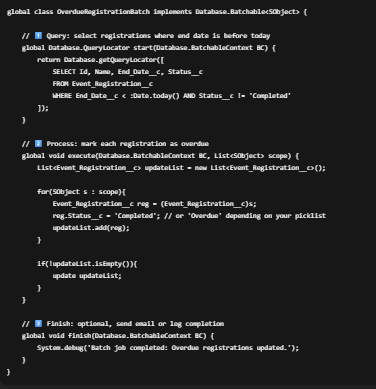 global class OverdueRegistrationBatch implements Database.Batchable<SObject> {
// 1 Query: select registrations where end date is before today
global Database.QueryLocator start(Database.BatchableContext BC) {
return Database.getQueryLocator([
SELECT Id, Name, End_Date__c, Status__c
FROM Event_Registration__c
WHERE End_Date__c < :Date.today() AND Status__c != 'Completed'
]);
}
// 2 Process: mark each registration as overdue
global void execute(Database.BatchableContext BC, List<SObject> scope) {
List<Event_Registration__c> updateList = new List<Event_Registration__c>();
for(SObject s : scope){
Event_Registration__c reg = (Event_Registration__c)s;
reg.Status__c = 'Completed'; // or 'Overdue' depending on your picklist
updateList.add(reg);
}
if(!updateList.isEmpty()){
update updateList;
}
}
// 3 Finish: optional, send email or log completion
global void finish(Database.BatchableContext BC) {
System.debug('Batch job completed: Overdue registrations updated.');
}
}